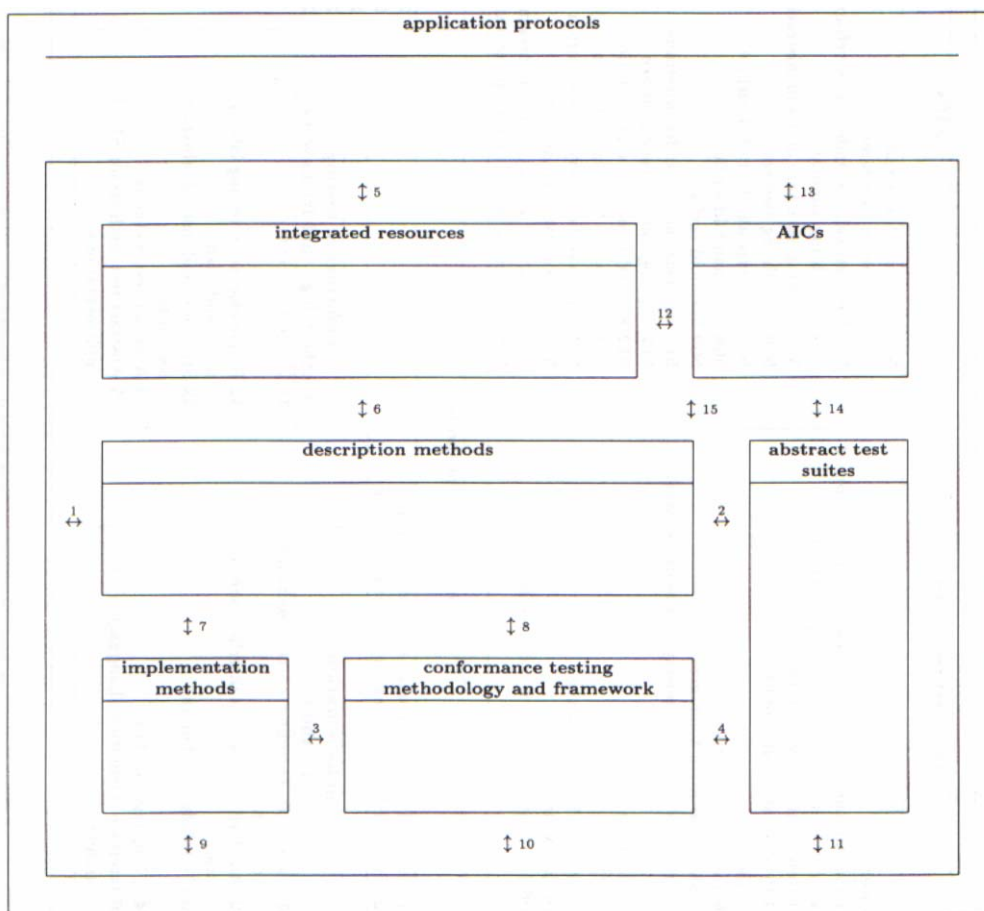 application protocols
↕ 5
↕ 13
integrated resources
AICs
12
↔
↕ 6
↕ 15
↕ 14
description methods
abstract test
suites
1
↔
2
↔
↕ 7
↕ 8
implementation
methods
conformance testing
methodology and framework
3
↔
4
↔
↕ 9
↕ 10
↕ 11